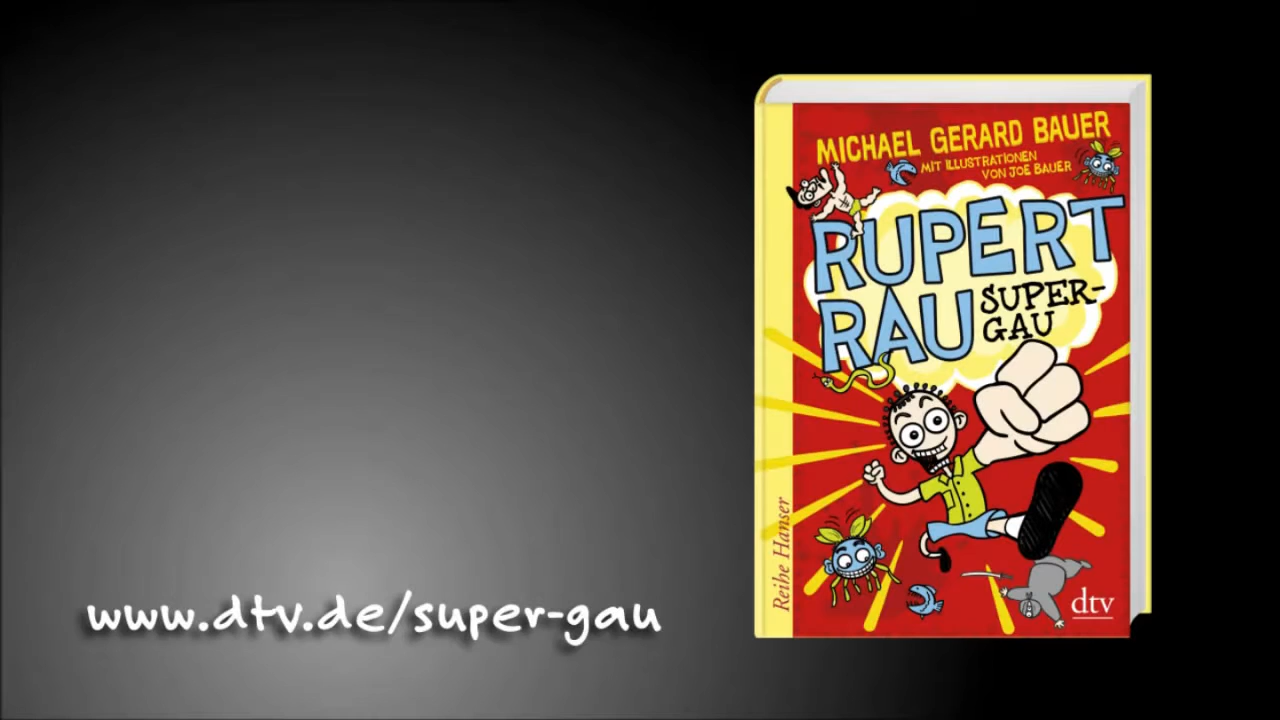 MICHAEL GERARD BAUER
MIT ILLUSTRATIONEN
VON JOE BAUER
RUPERT
RAU
SUPER-
GAU
Reihe Hanser
dtv
www.dtv.de/super-gau